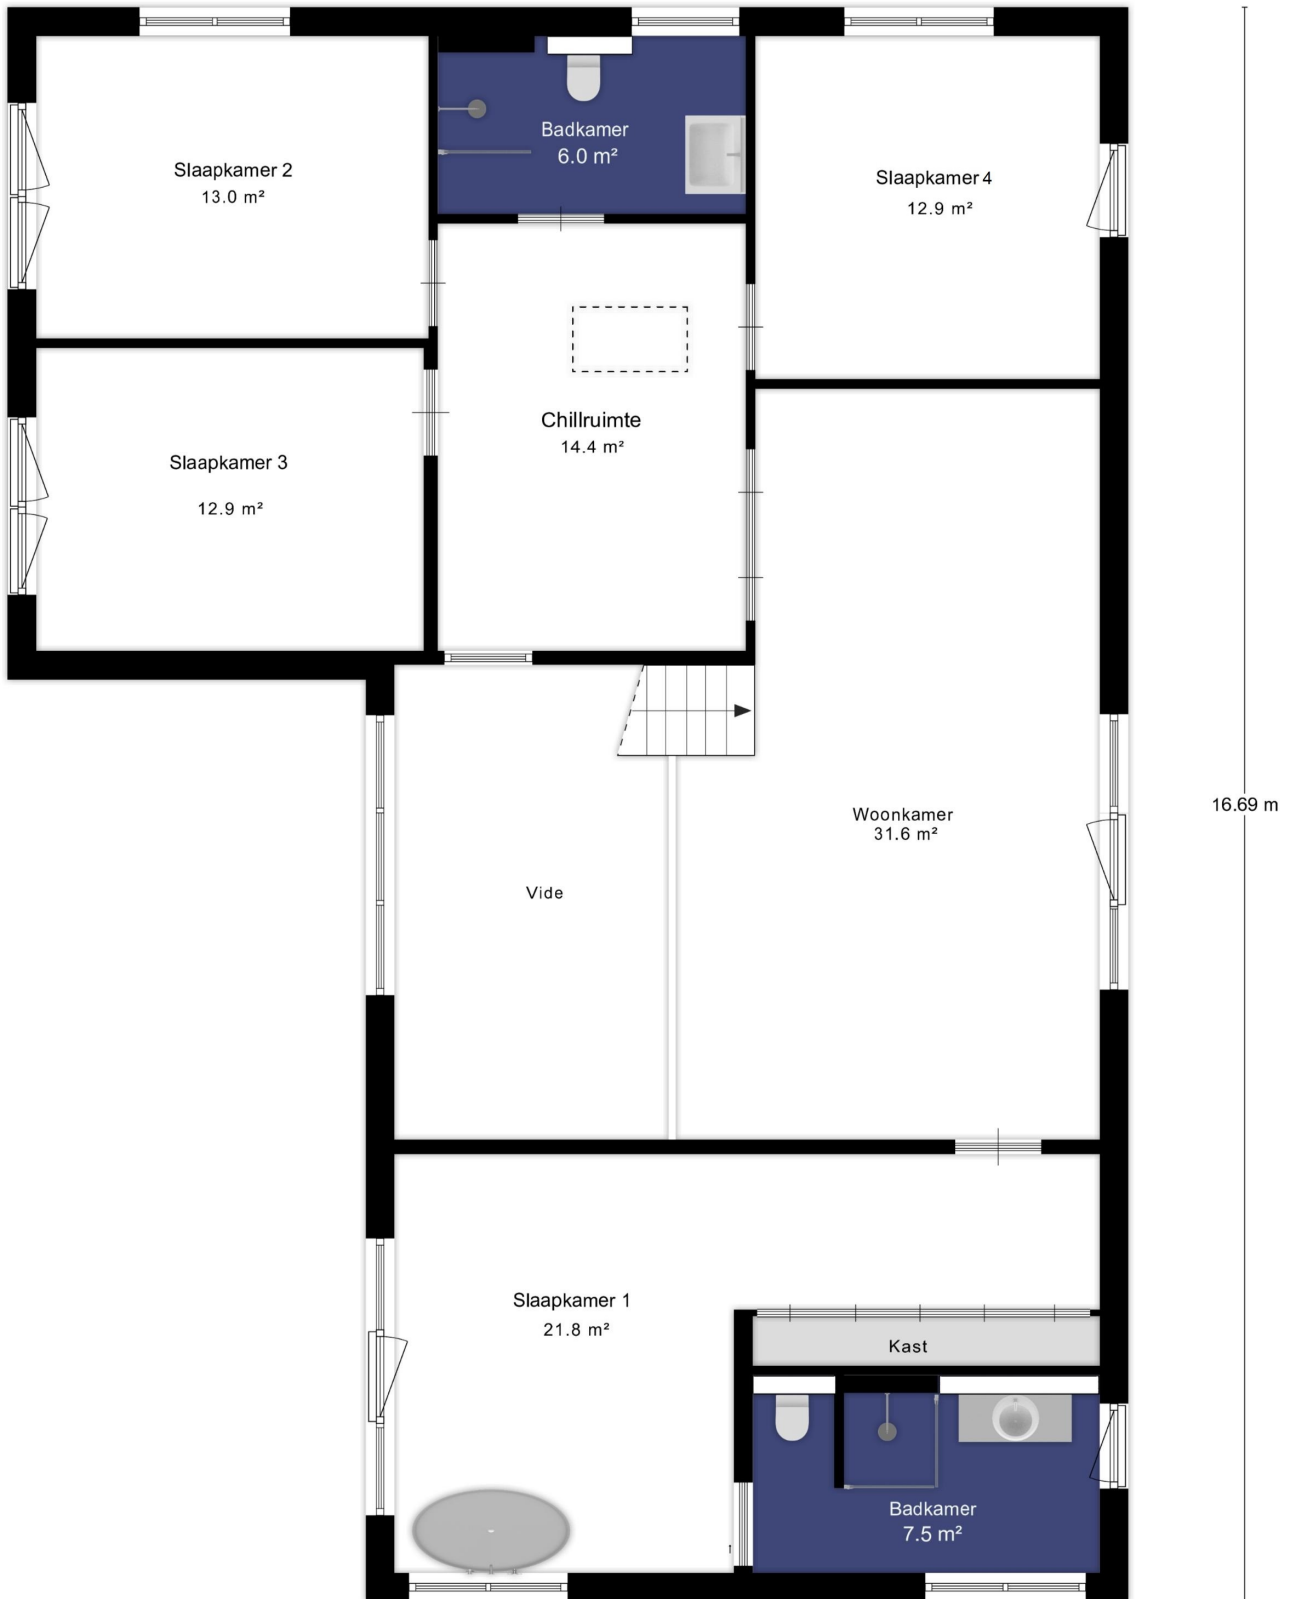 Badkamer
6.0 m²
Slaapkamer 2
13.0 m²
Slaapkamer 4
12.9 m²
Chillruimte
14.4 m²
Slaapkamer 3
12.9 m²
16.69 m
Woonkamer
31.6 m²
Vide
Slaapkamer 1
21.8 m²
Kast
Badkamer
7.5 m²